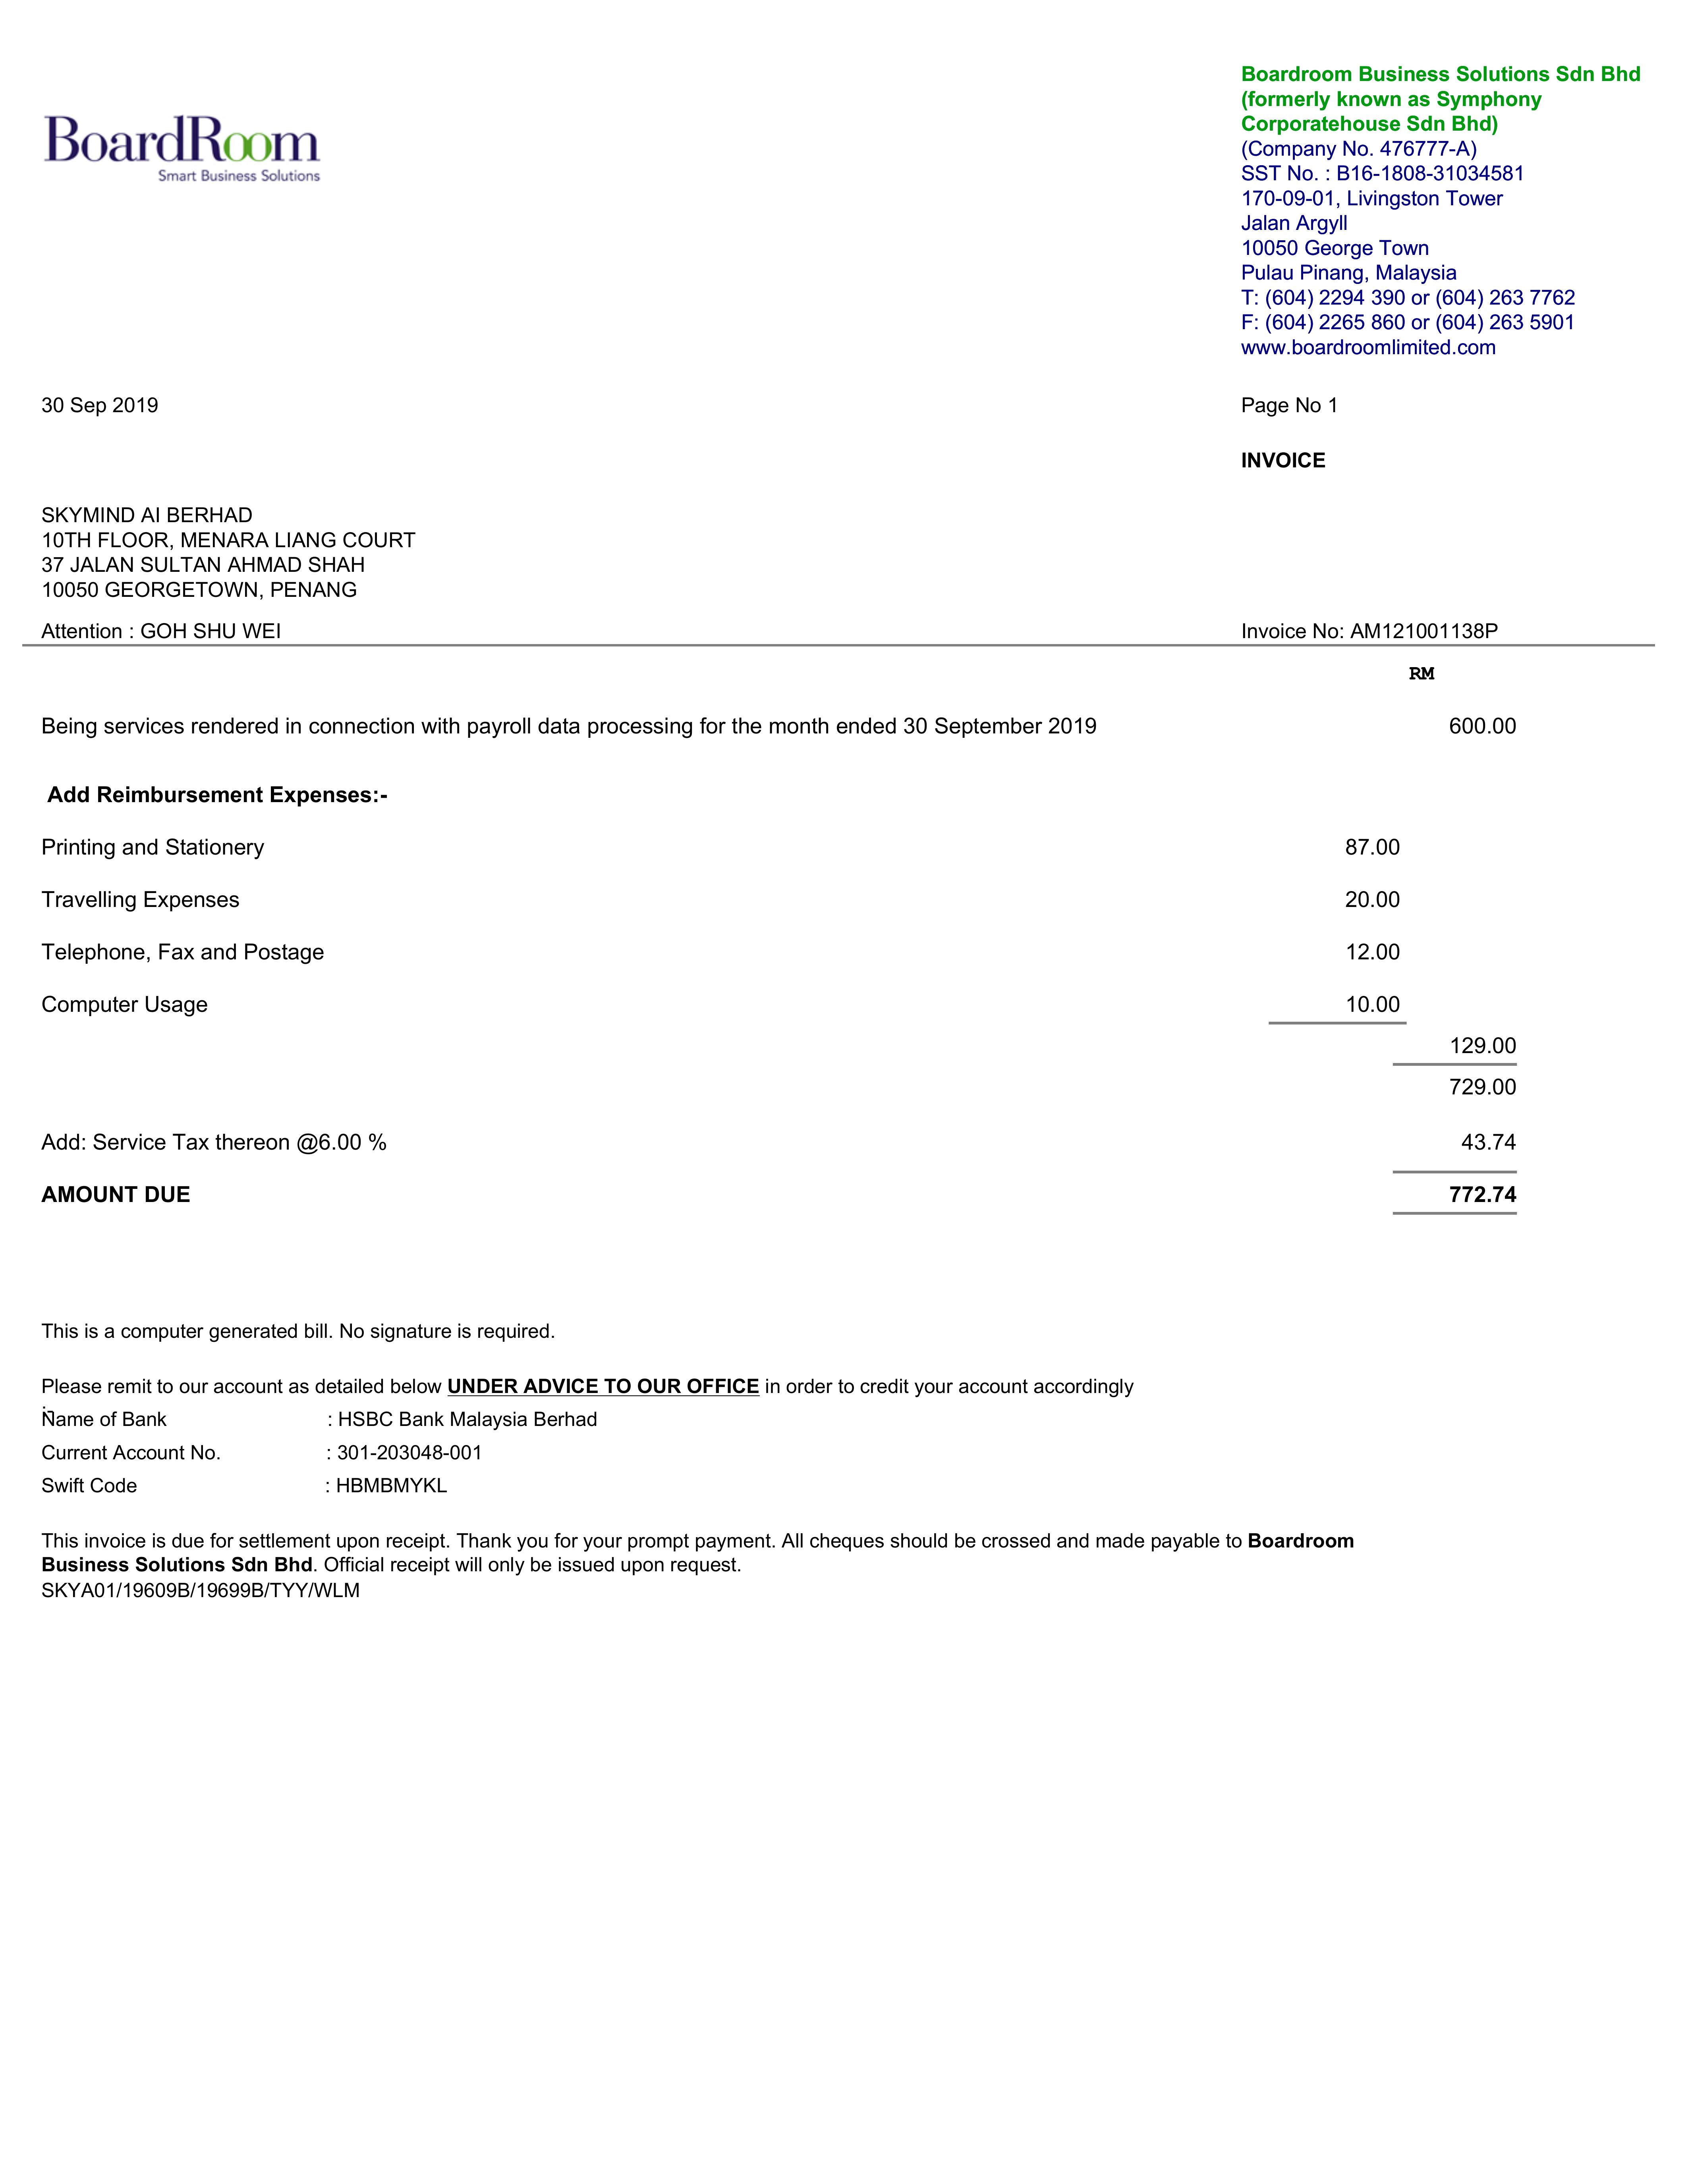 BoardRoom
Smart Business Solutions
Boardroom Business Solutions Sdn Bhd
(formerly known as Symphony
Corporatehouse Sdn Bhd)
(Company No. 476777-A)
SST No. : B16-1808-31034581
170-09-01, Livingston Tower
Jalan Argyll
10050 George Town
Pulau Pinang, Malaysia
T: (604) 2294 390 or (604) 263 7762
F: (604) 2265 860 or (604) 263 5901
www.boardroomlimited.com
30 Sep 2019 Page No 1
INVOICE
SKYMIND AI BERHAD
10TH FLOOR, MENARA LIANG COURT
37 JALAN SULTAN AHMAD SHAH
10050 GEORGETOWN, PENANG
Attention : GOH SHU WEI Invoice No: AM121001138P
RM
Being services rendered in connection with payroll data processing for the month ended 30 September 2019 600.00
Add Reimbursement Expenses:-
Printing and Stationery 87.00
Travelling Expenses 20.00
Telephone, Fax and Postage 12.00
Computer Usage 10.00
129.00
729.00
Add: Service Tax thereon @6.00 % 43.74
AMOUNT DUE 772.74
This is a computer generated bill. No signature is required.
Please remit to our account as detailed below UNDER ADVICE TO OUR OFFICE in order to credit your account accordingly
:-
Name of Bank : HSBC Bank Malaysia Berhad
Current Account No. : 301-203048-001
Swift Code : HBMBMYKL
This invoice is due for settlement upon receipt. Thank you for your prompt payment. All cheques should be crossed and made payable to Boardroom
Business Solutions Sdn Bhd. Official receipt will only be issued upon request.
SKYA01/19609B/19699B/TYY/WLM